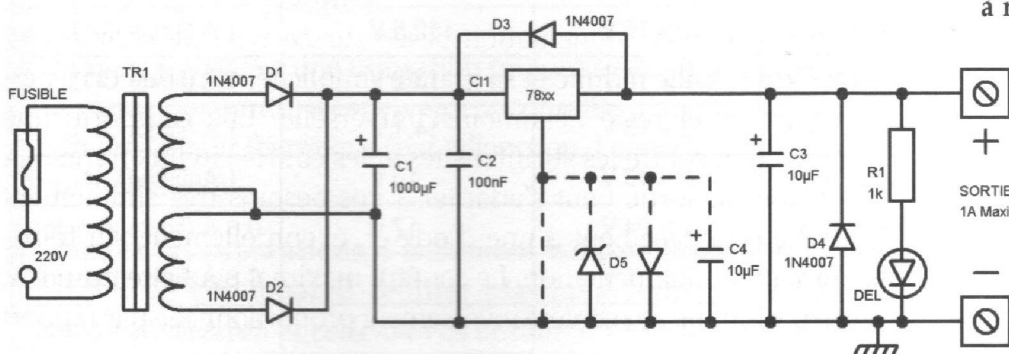 à r
D3
1N4007
TR1
1N4007
D1
FUSIBLE
CI1
78xx
+
C1
1000µF
C2
100nF
+
C3
10µF
R1
1k
+
SORTIE
1A Maxi
220V
D5
+
C4
10µF
D4
1N4007
1N4007
D2
DEL
−